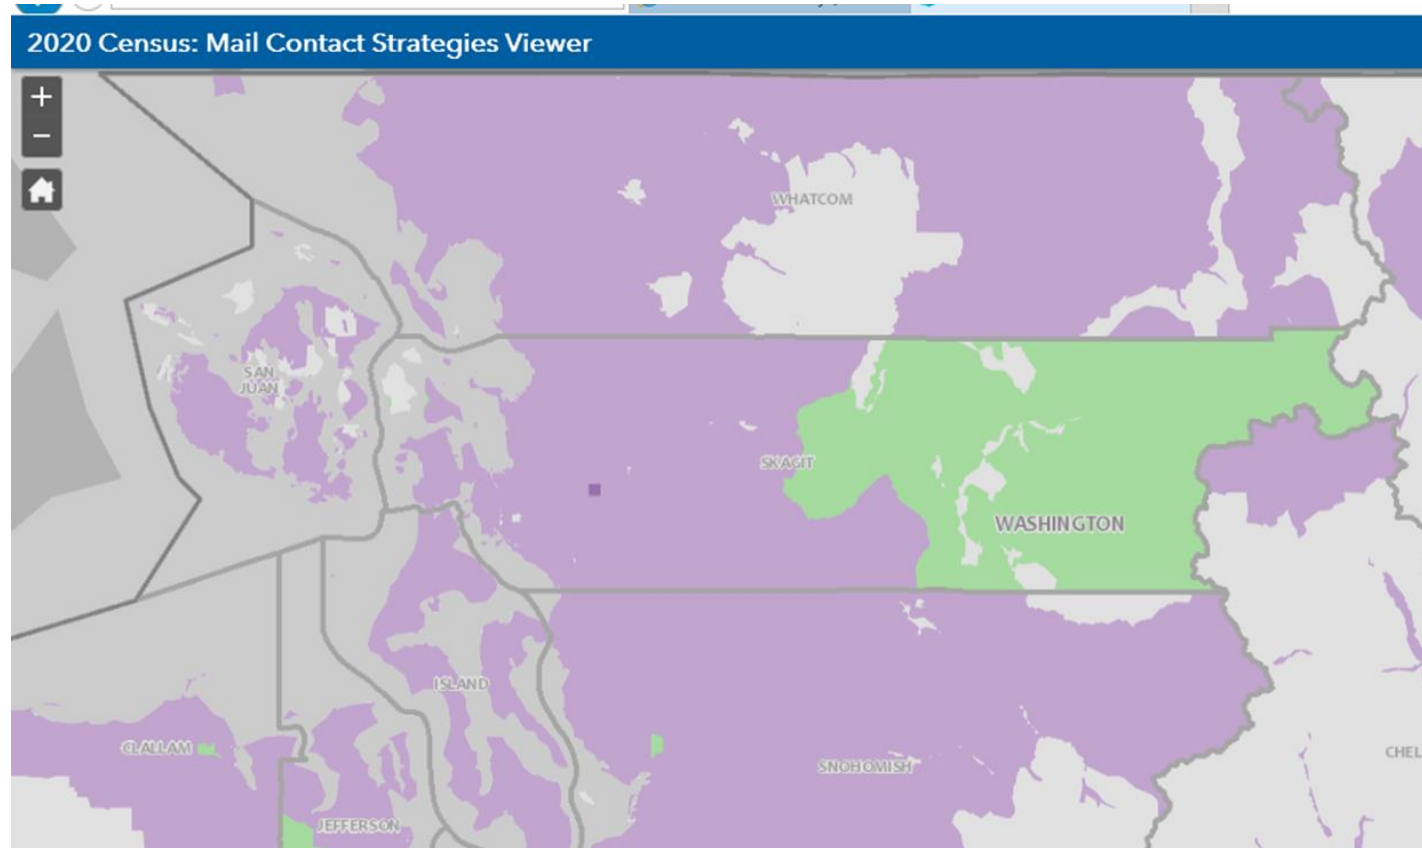 2020 Census: Mail Contact Strategies Viewer
+
−
WHATCOM
SAN
JUAN
SKAGIT
WASHINGTON
ISLAND
CLALLAM
SNOHOMISH
CHEL
JEFFERSON